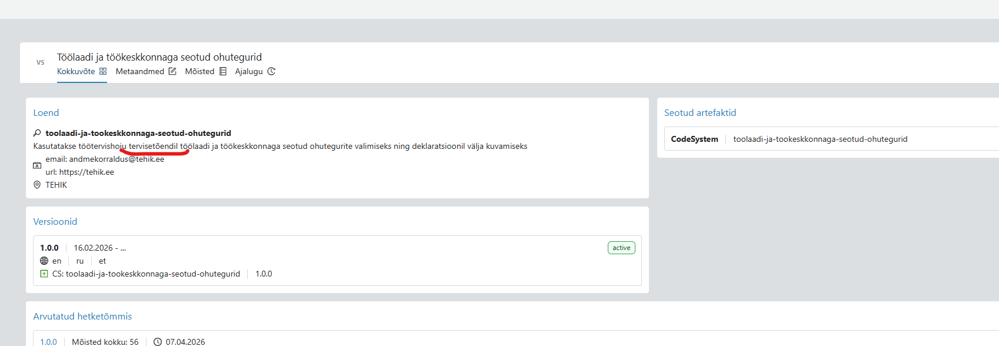 VS
Töölaadi ja töökeskkonnaga seotud ohutegurid
Kokkuvõte Metaandmed Mõisted Ajalugu
Loend
toolaadi-ja-tookeskkonnaga-seotud-ohutegurid
Kasutatakse töötervishoiu tervisetõendil töölaadi ja töökeskkonnaga seotud ohutegurite valimiseks ning deklaratsioonil välja kuvamiseks
email: andmekorraldus@tehik.ee
url: https://tehik.ee
TEHIK
Seotud artefaktid
CodeSystem toolaadi-ja-tookeskkonnaga-seotud-ohutegurid
Versioonid
1.0.0 16.02.2026 - ... active
en ru et
CS: toolaadi-ja-tookeskkonnaga-seotud-ohutegurid 1.0.0
Arvutatud hetketõmmis
1.0.0 Mõisted kokku: 56 07.04.2026